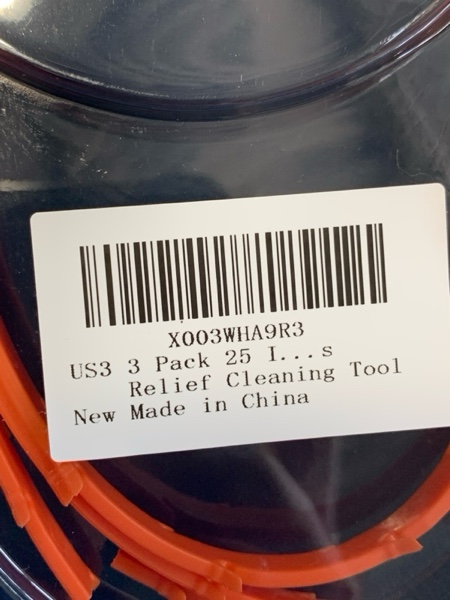 X003WHA9R3
US3 3 Pack 25 I...s
Relief Cleaning Tool
New Made in China